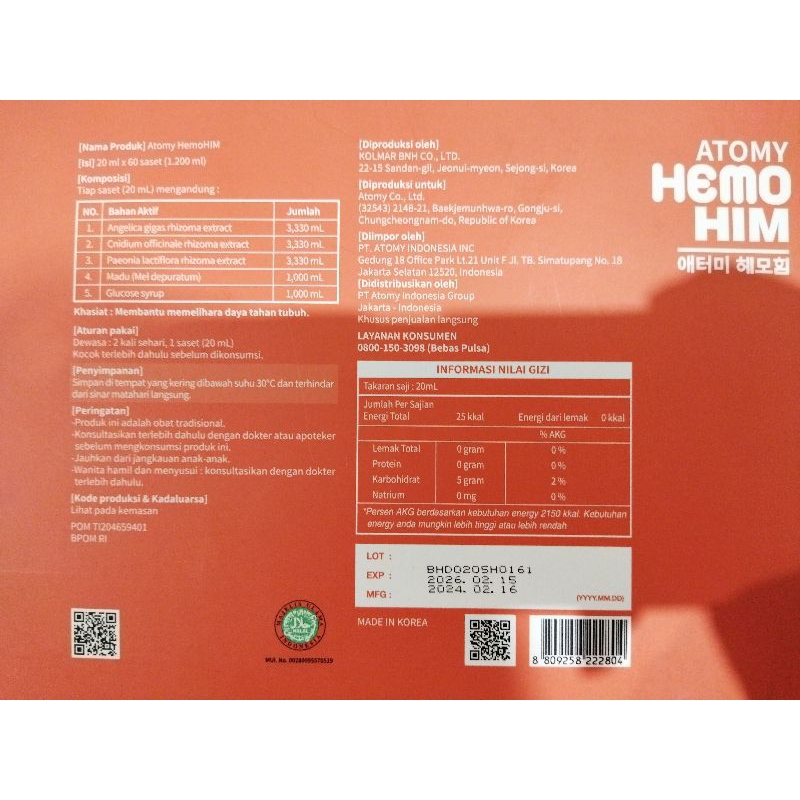 [Nama Produk] Atomy HemoHIM
[Isi] 20 ml x 60 saset (1.200 ml)
[Komposisi]
Tiap saset (20 mL) mengandung :
NO. Bahan Aktif Jumlah
1. Angelica gigas rhizoma extract 3,330 mL
2. Cnidium officinale rhizoma extract 3,330 mL
3. Paeonia lactiflora rhizoma extract 3,330 mL
4. Madu (Mel depuratum) 1,000 mL
5. Glucose syrup 1,000 mL
Khasiat : Membantu memelihara daya tahan tubuh.
[Aturan pakai]
Dewasa : 2 kali sehari, 1 saset (20 mL)
Kocok terlebih dahulu sebelum dikonsumsi.
[Penyimpanan]
Simpan di tempat yang kering dibawah suhu 30°C dan terhindar
dari sinar matahari langsung.
[Peringatan]
-Produk ini adalah obat tradisional.
-Konsultasikan terlebih dahulu dengan dokter atau apoteker
sebelum mengkonsumsi produk ini.
-Jauhkan dari jangkauan anak-anak.
-Wanita hamil dan menyusui : konsultasikan dengan dokter
terlebih dahulu.
[Kode produksi & Kadaluarsa]
Lihat pada kemasan
POM TI204659401
BPOM RI
HALAL
MUI. No. 00280095570519
[Diproduksi oleh]
KOLMAR BNH CO., LTD.
22-15 Sandan-gil, Jeonui-myeon, Sejong-si, Korea
[Diproduksi untuk]
Atomy Co., Ltd.
(32543) 2148-21, Baekjemunhwa-ro, Gongju-si,
Chungcheongnam-do, Republic of Korea
[Diimpor oleh]
PT. ATOMY INDONESIA INC
Gedung 18 Office Park Lt.21 Unit F Jl. TB. Simatupang No. 18
Jakarta Selatan 12520, Indonesia
[Didistribusikan oleh]
PT Atomy Indonesia Group
Jakarta - Indonesia
Khusus penjualan langsung
LAYANAN KONSUMEN
0800-150-3098 (Bebas Pulsa)
INFORMASI NILAI GIZI
Takaran saji : 20mL
Jumlah Per Sajian
Energi Total 25 kkal Energi dari lemak 0 kkal
% AKG
Lemak Total 0 gram 0 %
Protein 0 gram 0 %
Karbohidrat 5 gram 2 %
Natrium 0 mg 0 %
*Persen AKG berdasarkan kebutuhan energy 2150 kkal. Kebutuhan
energy anda mungkin lebih tinggi atau lebih rendah
LOT : BHD0205H0161
EXP : 2026. 02. 15
MFG : 2024. 02. 16
(YYYY.MM.DD)
MADE IN KOREA
8 809258 222804
ATOMY
HEMO
HIM
애터미 헤모힘